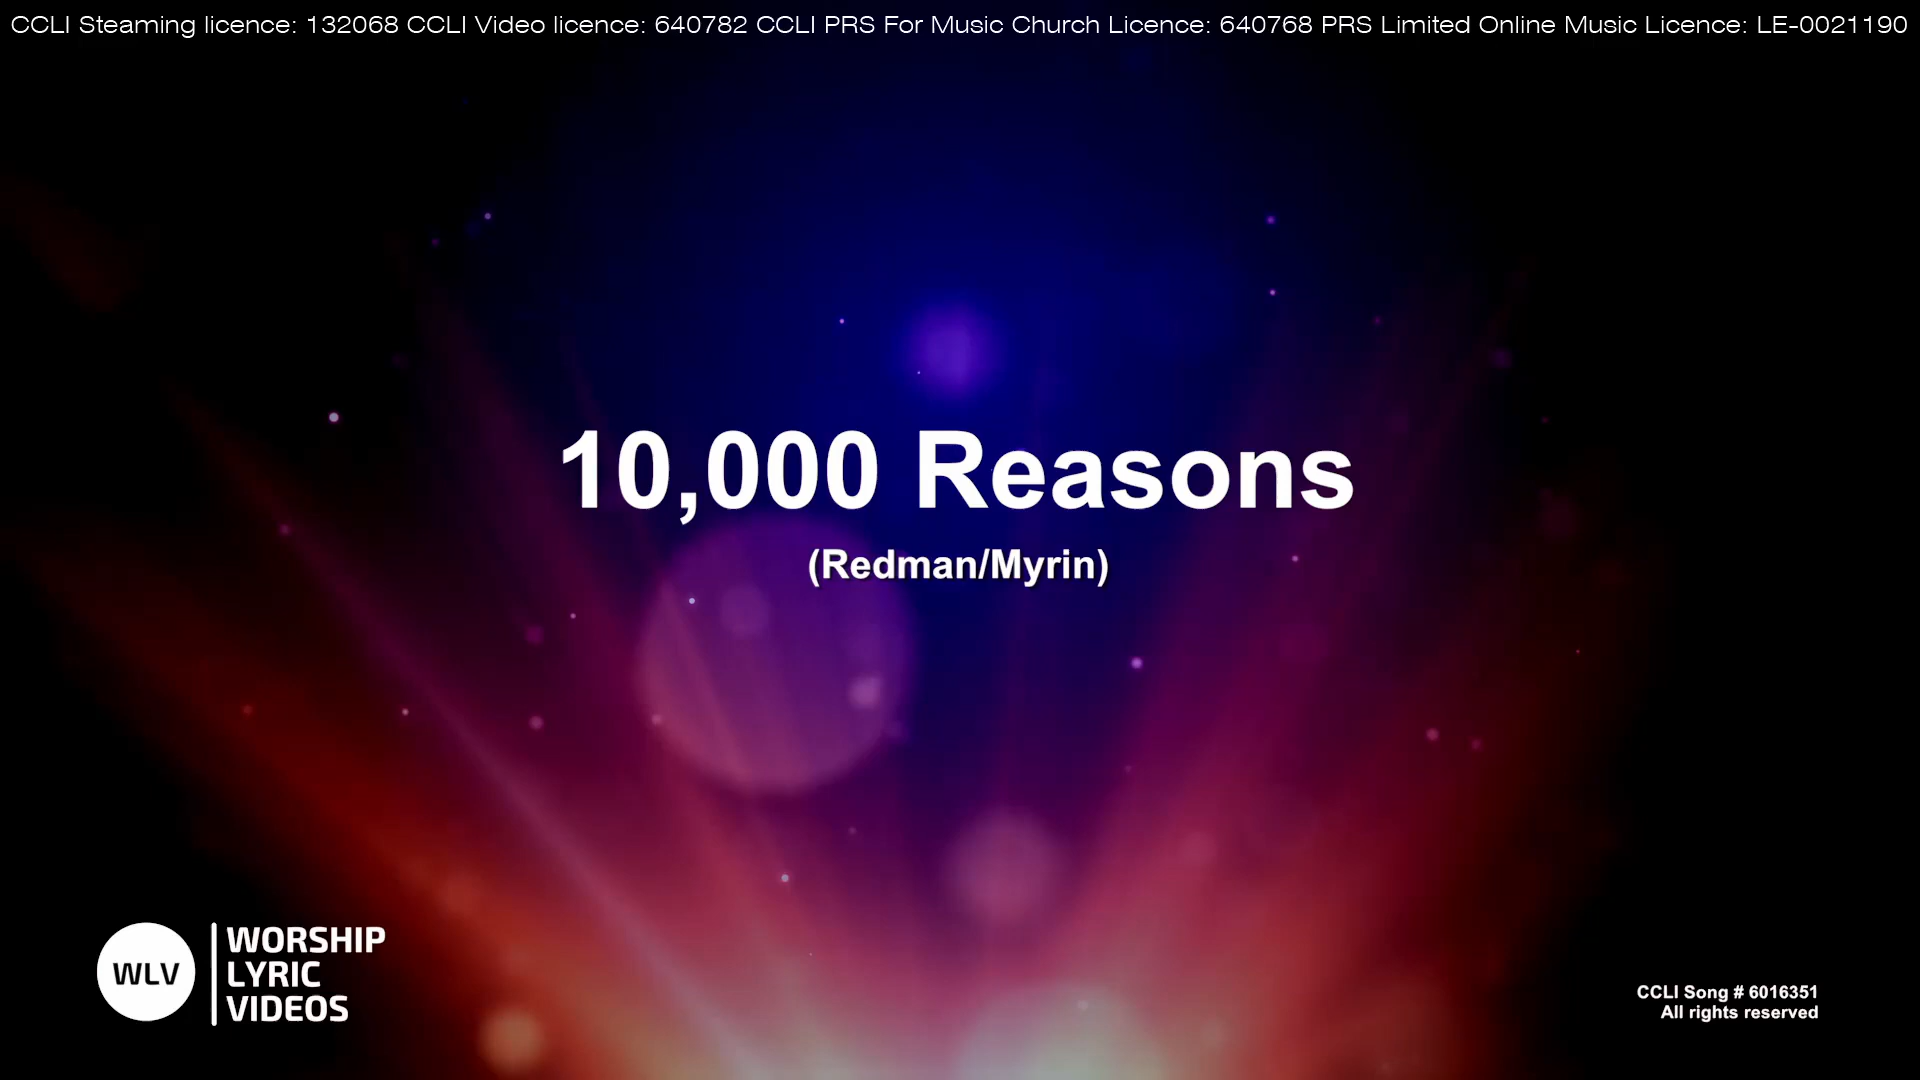 CCLI Steaming licence: 132068 CCLI Video licence: 640782 CCLI PRS For Music Church Licence: 640768 PRS Limited Online Music Licence: LE-0021190
10,000 Reasons
(Redman/Myrin)
WLV
WORSHIP
LYRIC
VIDEOS
CCLI Song # 6016351
All rights reserved